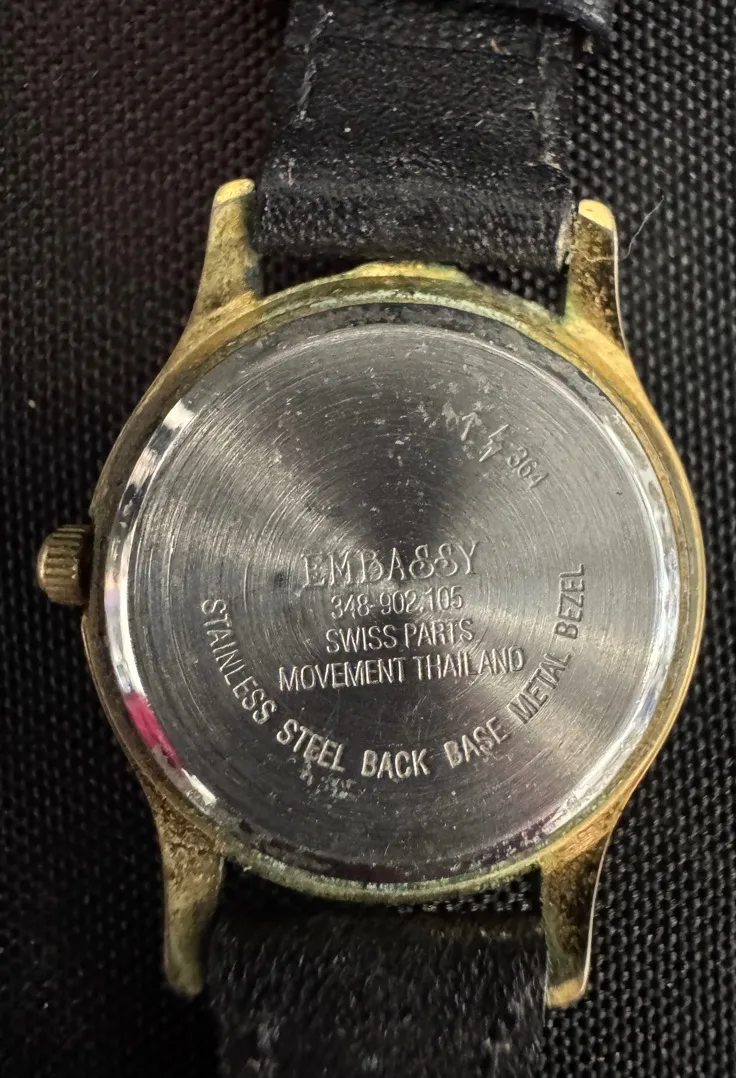 364
EMBASSY
348-902.105
SWISS PARTS
MOVEMENT THAILAND
STAINLESS STEEL BACK BASE METAL BEZEL